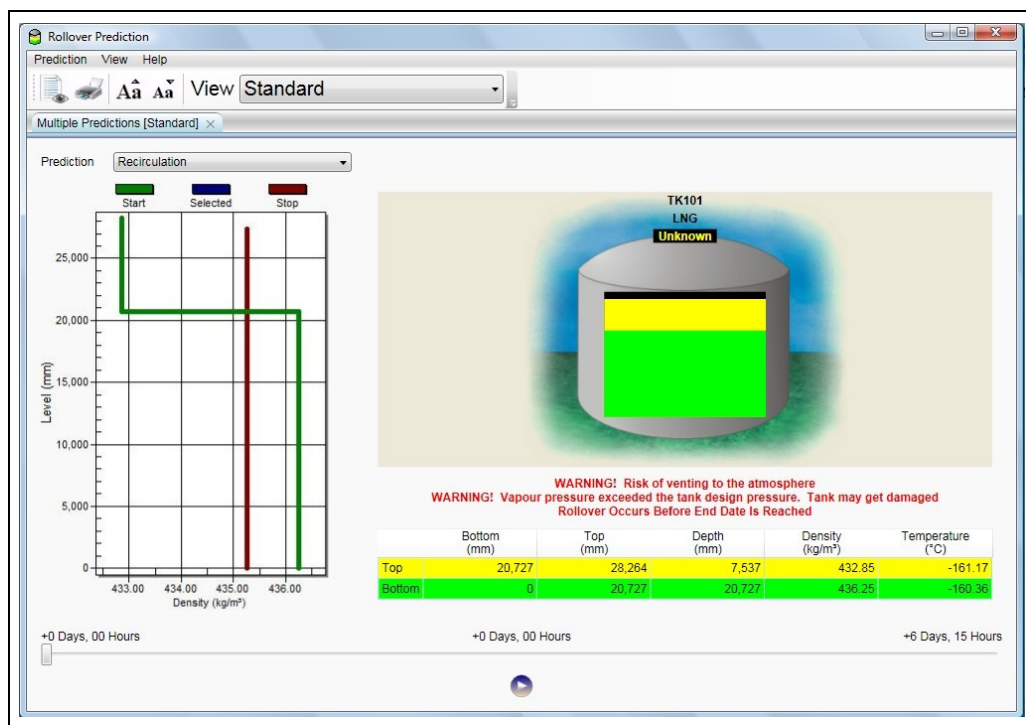 Rollover Prediction
Prediction View Help
Aa Aa View Standard
Multiple Predictions [Standard]
Prediction Recirculation
Start Selected Stop
25,000
20,000
15,000
10,000
5,000
0
Level (mm)
433.00 434.00 435.00 436.00
Density (kg/m³)
TK101
LNG
Unknown
WARNING! Risk of venting to the atmosphere
WARNING! Vapour pressure exceeded the tank design pressure. Tank may get damaged
Rollover Occurs Before End Date Is Reached
Bottom (mm) Top (mm) Depth (mm) Density (kg/m³) Temperature (°C)
Top 20,727 28,264 7,537 432.85 -161.17
Bottom 0 20,727 20,727 436.25 -160.36
+0 Days, 00 Hours +0 Days, 00 Hours +6 Days, 15 Hours